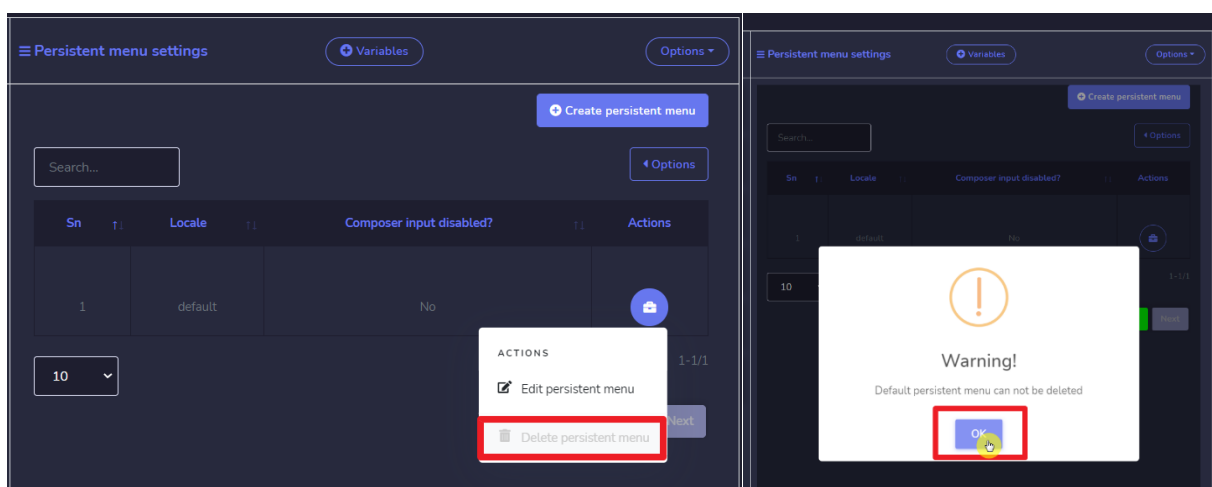 Persistent menu settings
Variables
Options
Create persistent menu
Search...
Options
Sn Locale Composer input disabled? Actions
1 default No
ACTIONS
Edit persistent menu
Delete persistent menu
10
1-1/1
Next
Persistent menu settings
Variables
Options
Create persistent menu
Search...
Options
Sn Locale Composer input disabled? Actions
1 default No
10
1-1/1
Next
Warning!
Default persistent menu can not be deleted
OK